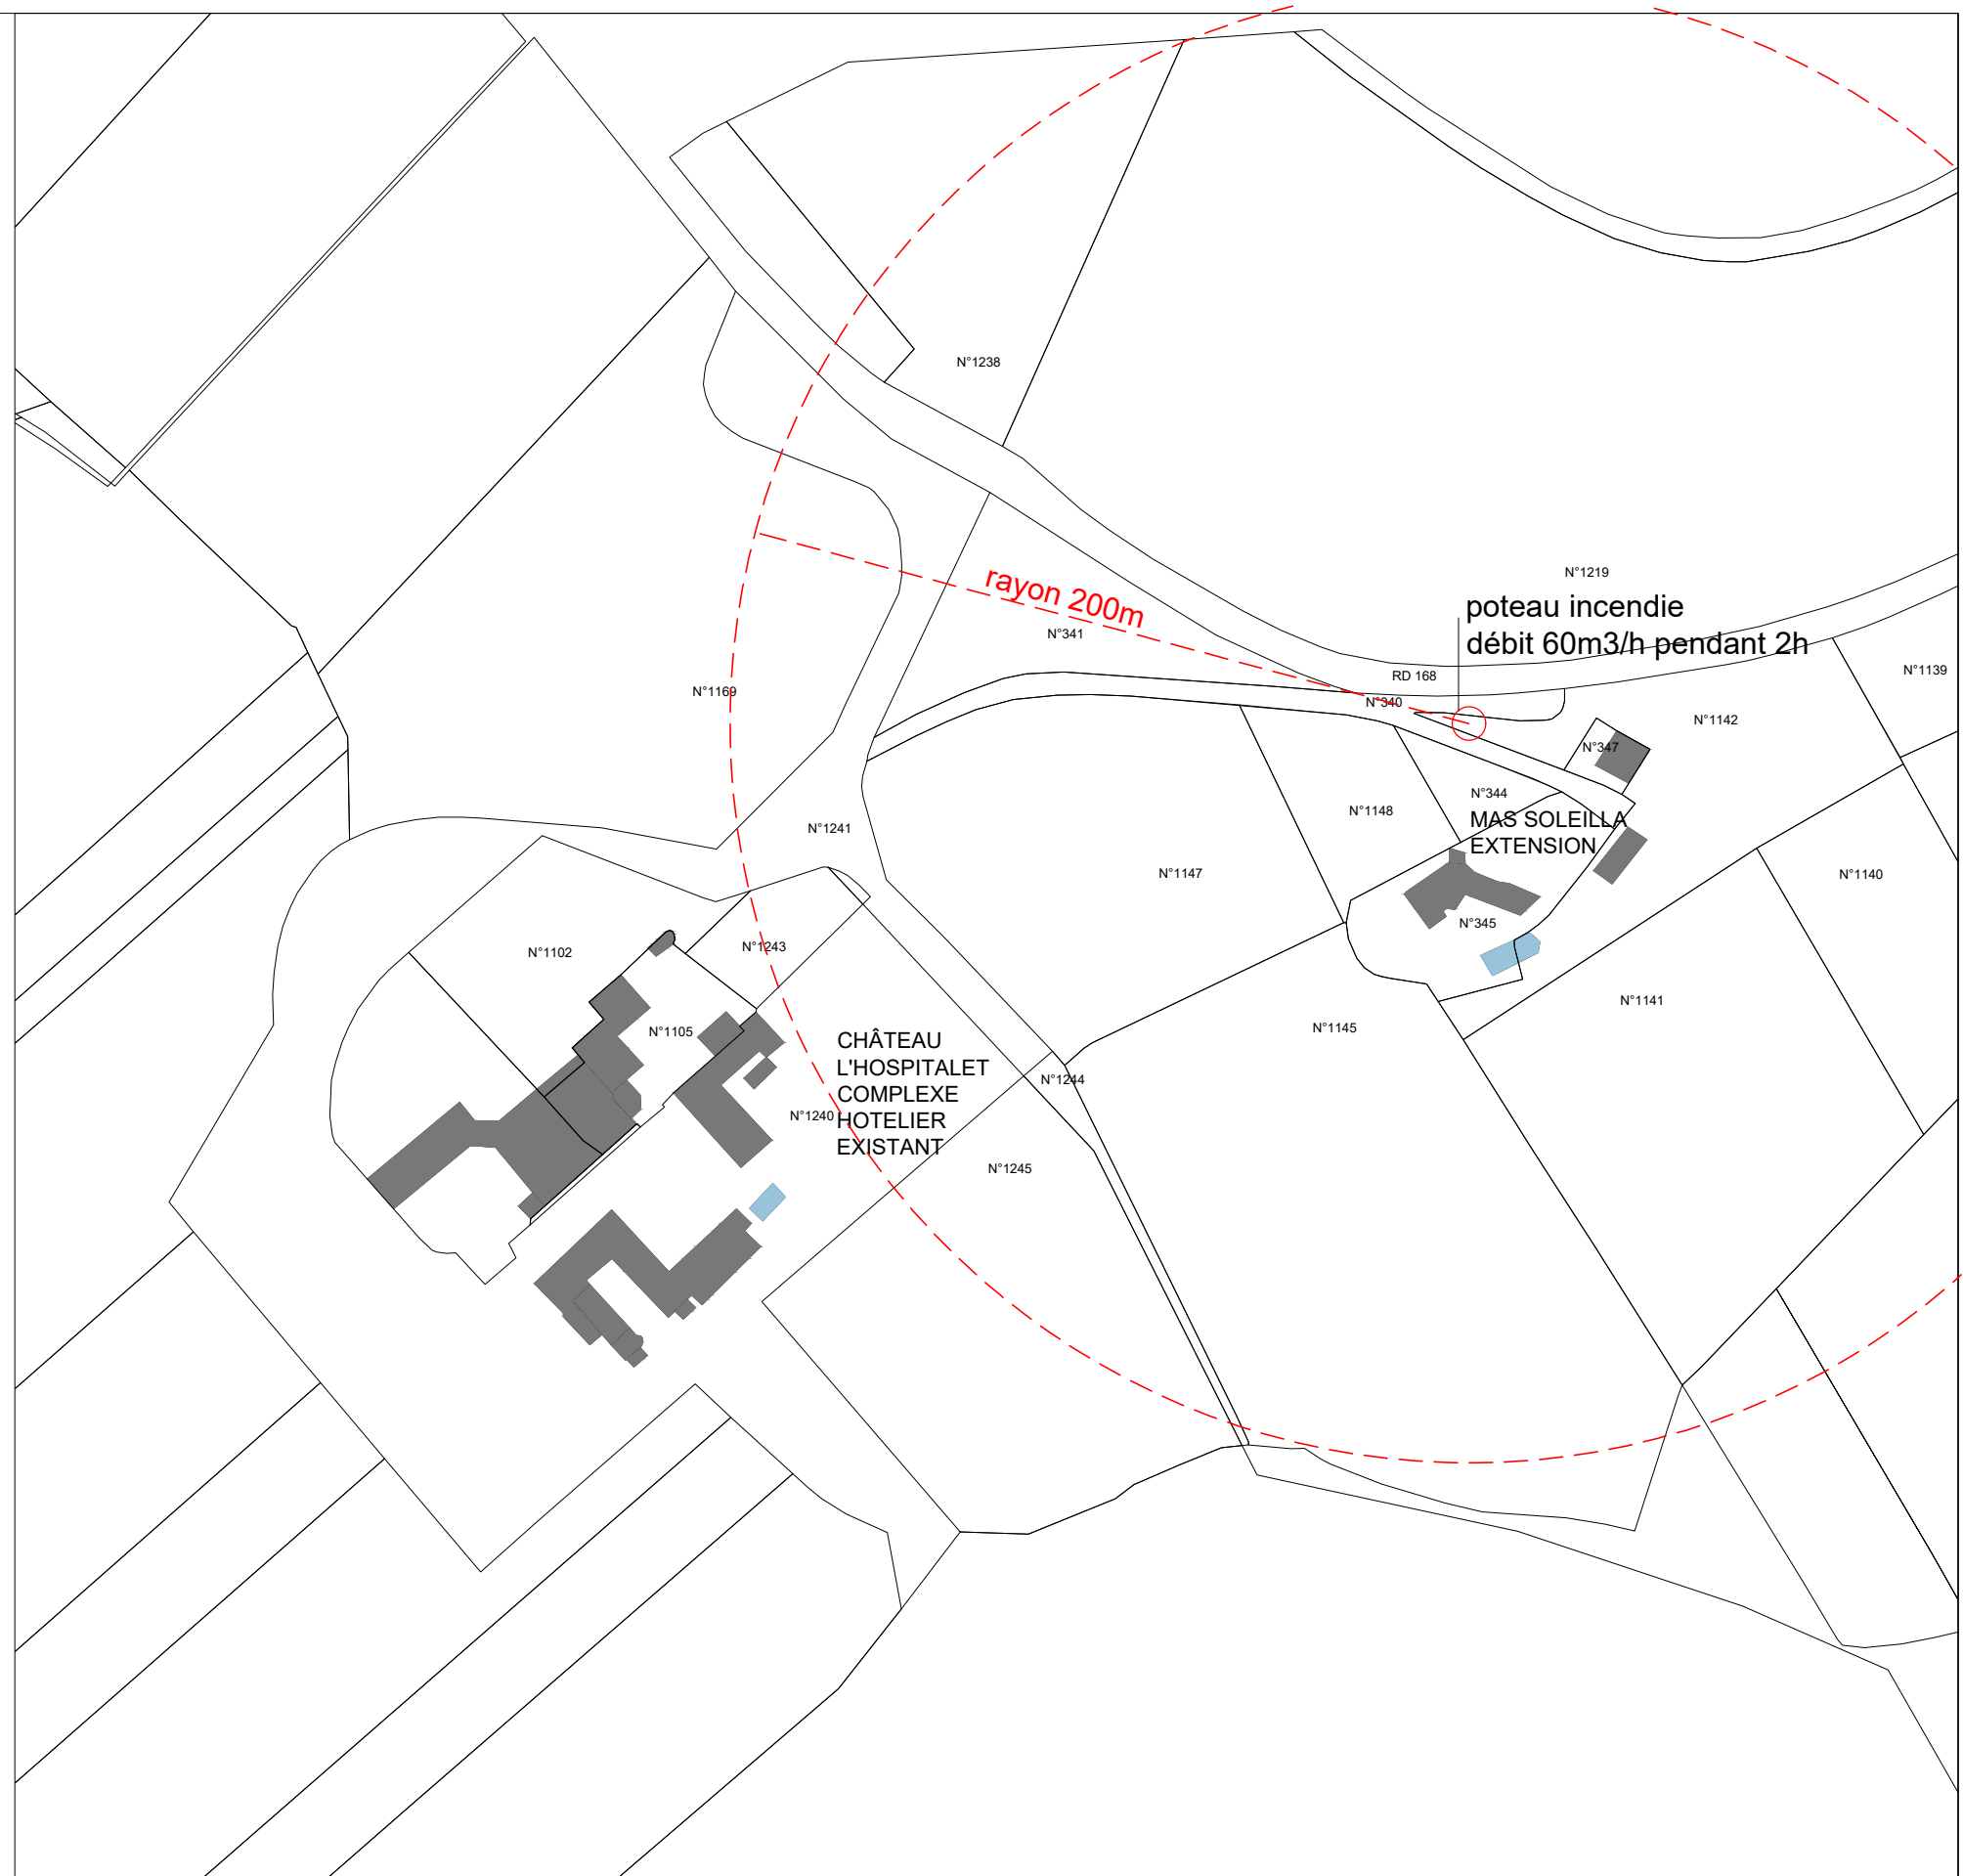 N°1238
N°1219
rayon 200m
poteau incendie
débit 60m3/h pendant 2h
N°341
N°1139
RD 168
N°1169
N°340
N°1142
N°347
N°344
N°1148
MAS SOLEILLA
EXTENSION
N°1241
N°1147
N°1140
N°345
N°1102
N°1243
N°1141
N°1105
N°1145
CHÂTEAU
L'HOSPITALET
COMPLEXE
HOTELIER
EXISTANT
N°1244
N°1240
N°1245